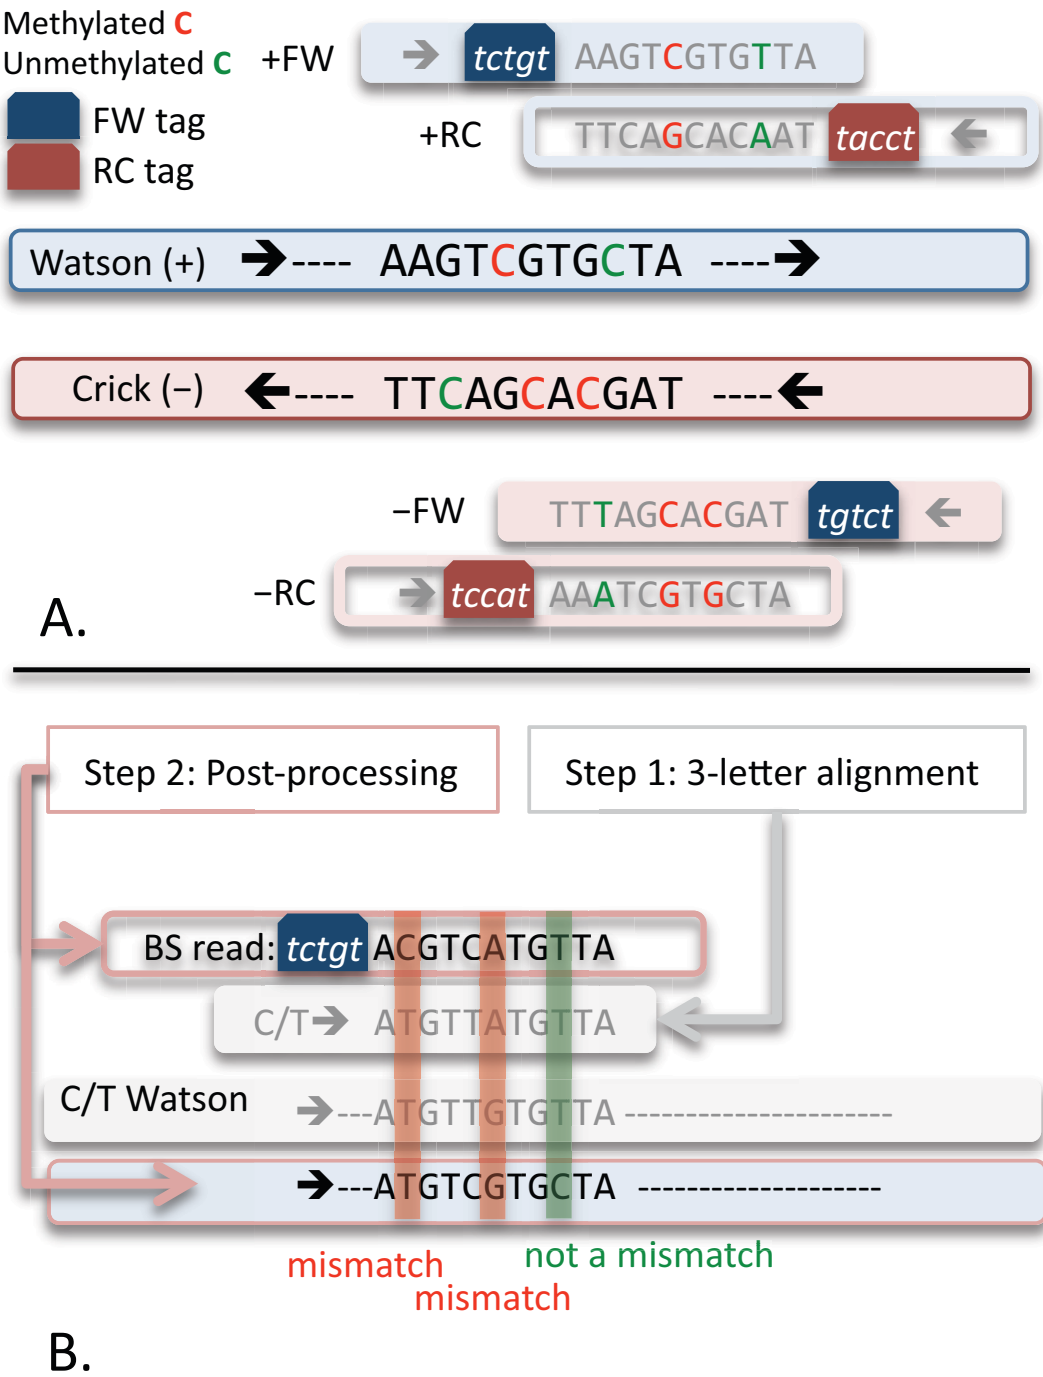 Methylated C
Unmethylated C
FW tag
RC tag
+FW tctgt AAGTCGTGTTA
+RC TTCAGCACAAT tacct
Watson (+) ---- AAGTCGTGCTA ----
Crick (−) ---- TTCAGCACGAT ----
−FW TTTAGCACGAT tgtct
−RC tccat AAATCGTGCTA
A.
Step 2: Post-processing
Step 1: 3-letter alignment
BS read: tctgt ACGTCATGTTA
C/T ATGTTATGTTA
C/T Watson ---ATGTTGTGTTA ----------------------
---ATGTCGTGCTA --------------------
mismatch
mismatch
not a mismatch
B.